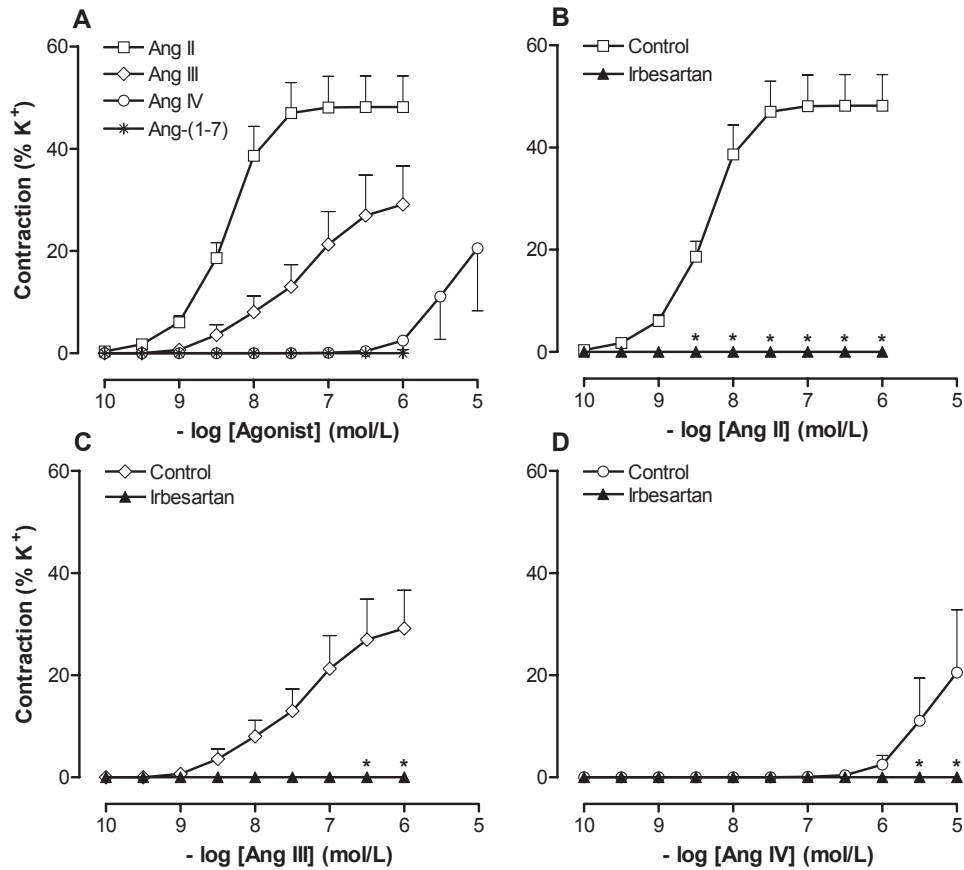 A
Ang II
Ang III
Ang IV
Ang-(1-7)
Contraction (% K⁺)
60
40
20
0
10 9 8 7 6 5
- log [Agonist] (mol/L)
B
Control
Irbesartan
60
40
20
0
* * * * * *
10 9 8 7 6 5
- log [Ang II] (mol/L)
C
Control
Irbesartan
Contraction (% K⁺)
60
40
20
0
* *
10 9 8 7 6 5
- log [Ang III] (mol/L)
D
Control
Irbesartan
60
40
20
0
* *
10 9 8 7 6 5
- log [Ang IV] (mol/L)